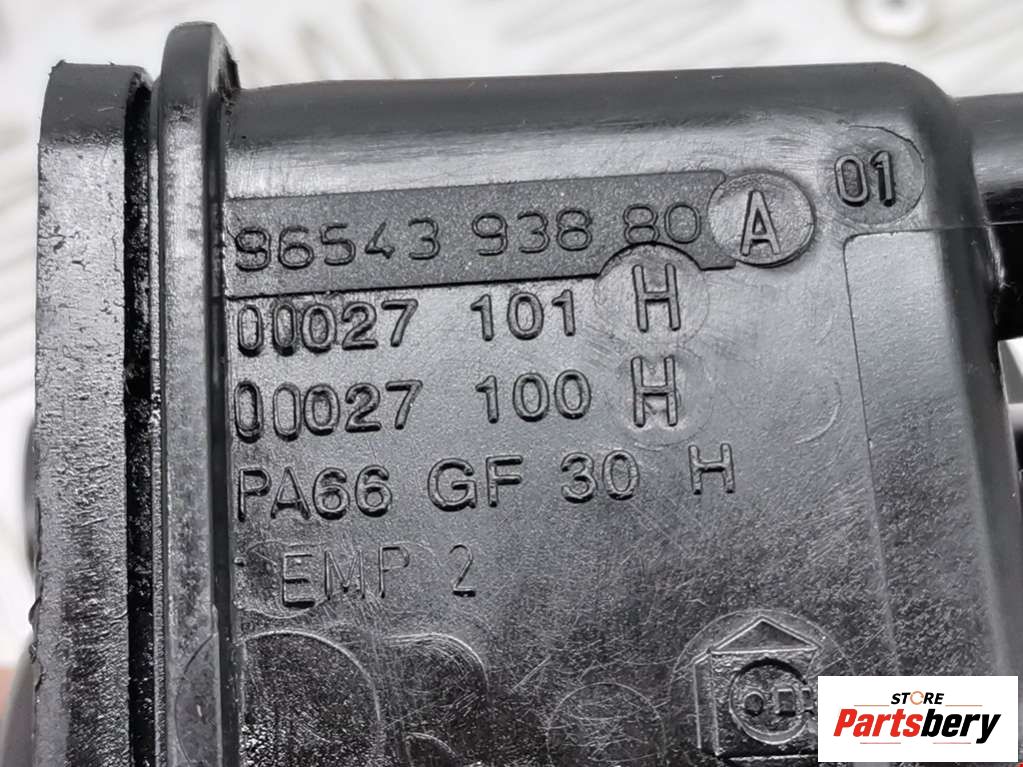 96543 938 80 A 01
00027 101 H
00027 100 H
PA66 GF 30 H
EMP 2
STORE
Partsbery